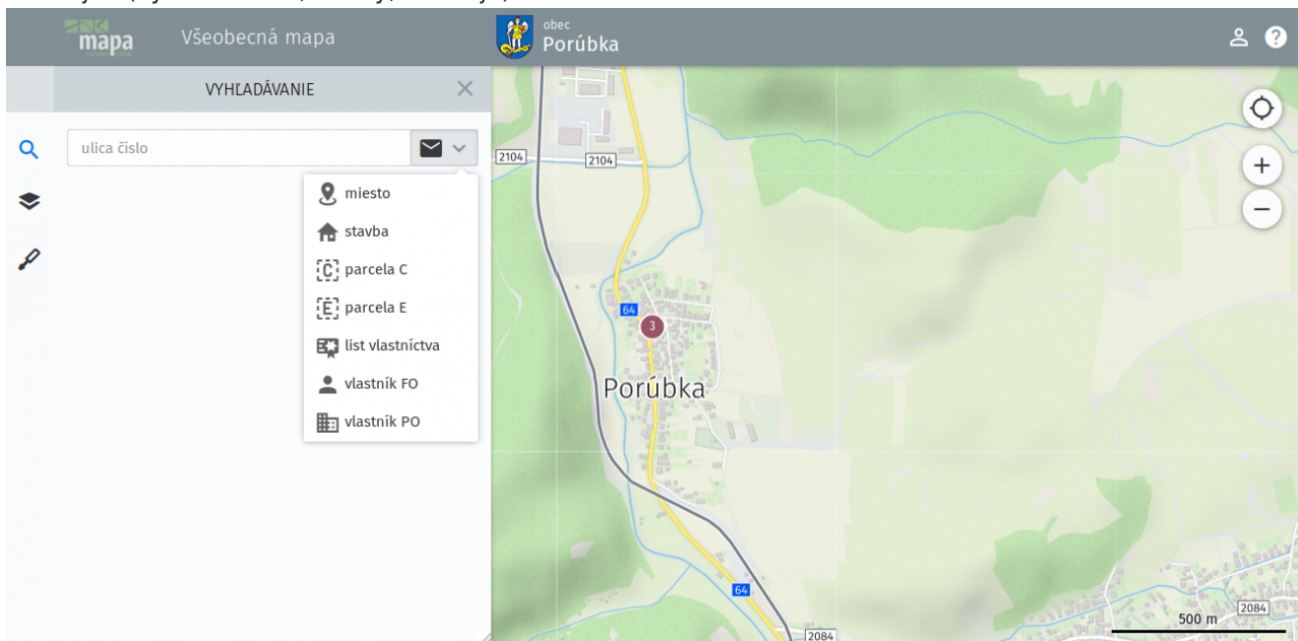 mapa
Všeobecná mapa
obec
Porúbka
VYHĽADÁVANIE
ulica číslo
miesto
stavba
C parcela C
E parcela E
list vlastníctva
vlastník FO
vlastník PO
2104
2104
64
3
Porúbka
64
2084
2084
500 m